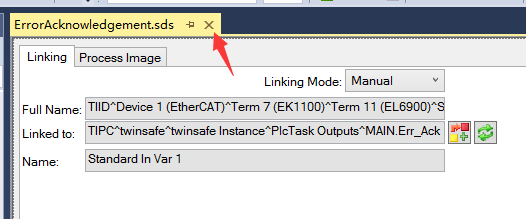 ErrorAcknowledgement.sds
Linking Process Image
Linking Mode: Manual
Full Name: TIID^Device 1 (EtherCAT)^Term 7 (EK1100)^Term 11 (EL6900)^S
Linked to: TIPC^twinsafe^twinsafe Instance^PlcTask Outputs^MAIN.Err_Ack
Name: Standard In Var 1